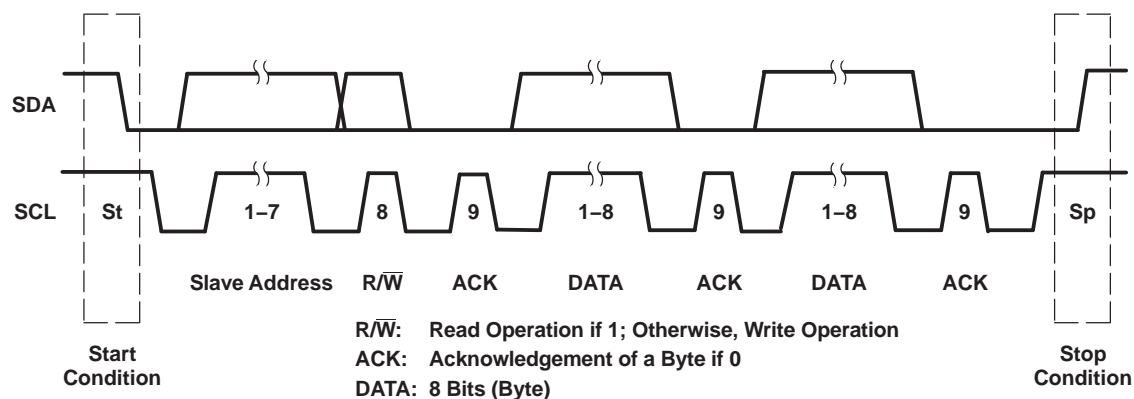 SDA
SCL
St
1–7
8
9
1–8
9
1–8
9
Sp
Slave Address
R/W̅
ACK
DATA
ACK
DATA
ACK
R/W̅: Read Operation if 1; Otherwise, Write Operation
ACK: Acknowledgement of a Byte if 0
DATA: 8 Bits (Byte)
Start
Condition
Stop
Condition